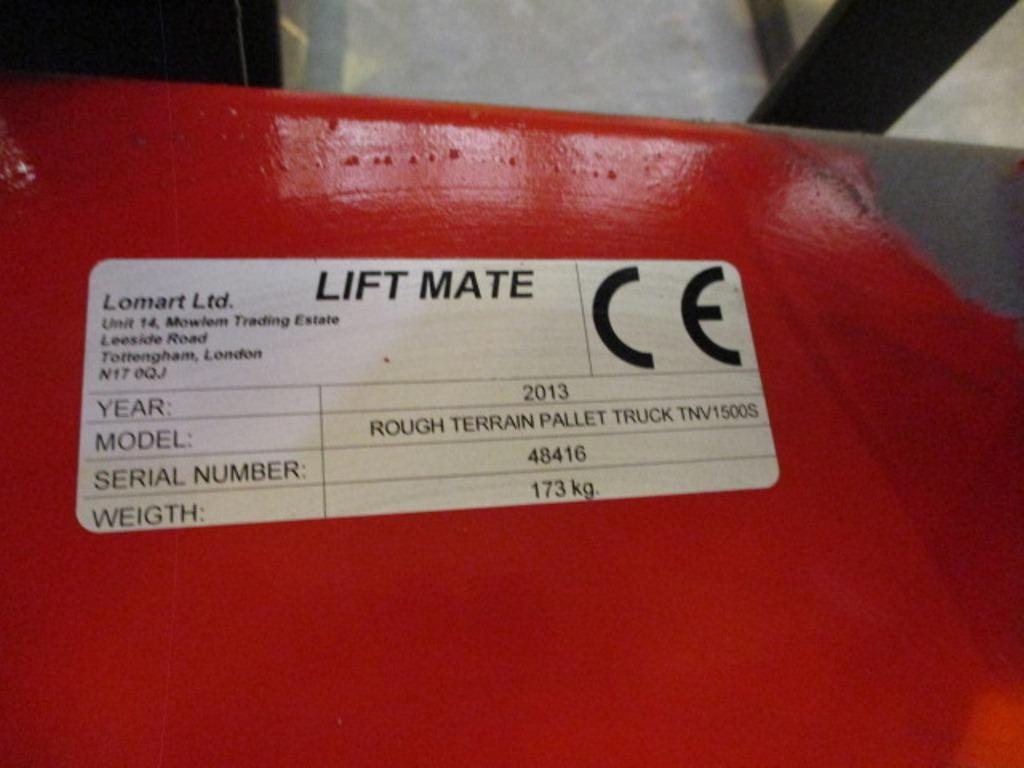 LIFT MATE
Lomart Ltd.
Unit 14, Mowlem Trading Estate
Leeside Road
Tottengham, London
N17 0QJ
CE
YEAR: 2013
MODEL: ROUGH TERRAIN PALLET TRUCK TNV1500S
SERIAL NUMBER: 48416
WEIGTH: 173 kg.